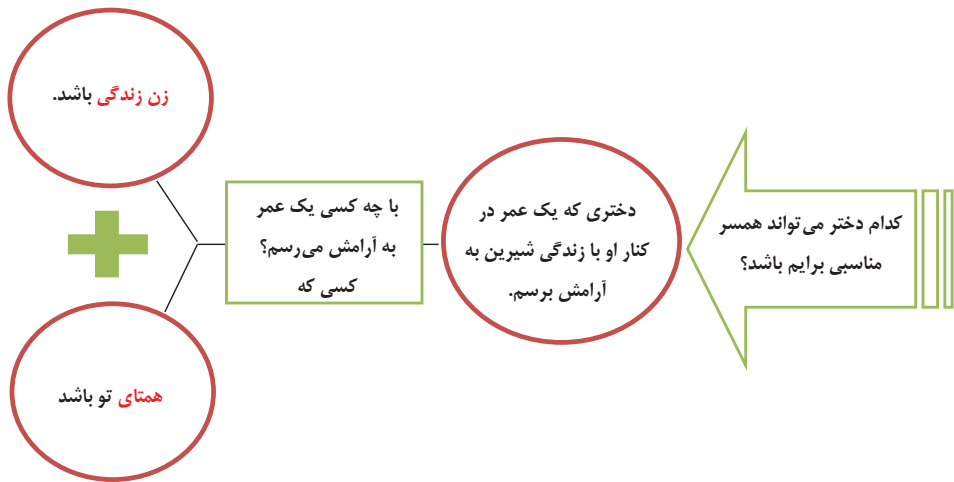 کدام دختر می‌تواند همسر
مناسبی برایم باشد؟
دختری که یک عمر در
کنار او با زندگی شیرین به
آرامش برسم.
با چه کسی یک عمر
به آرامش می‌رسم؟
کسی که
زن زندگی باشد.
همتای تو باشد